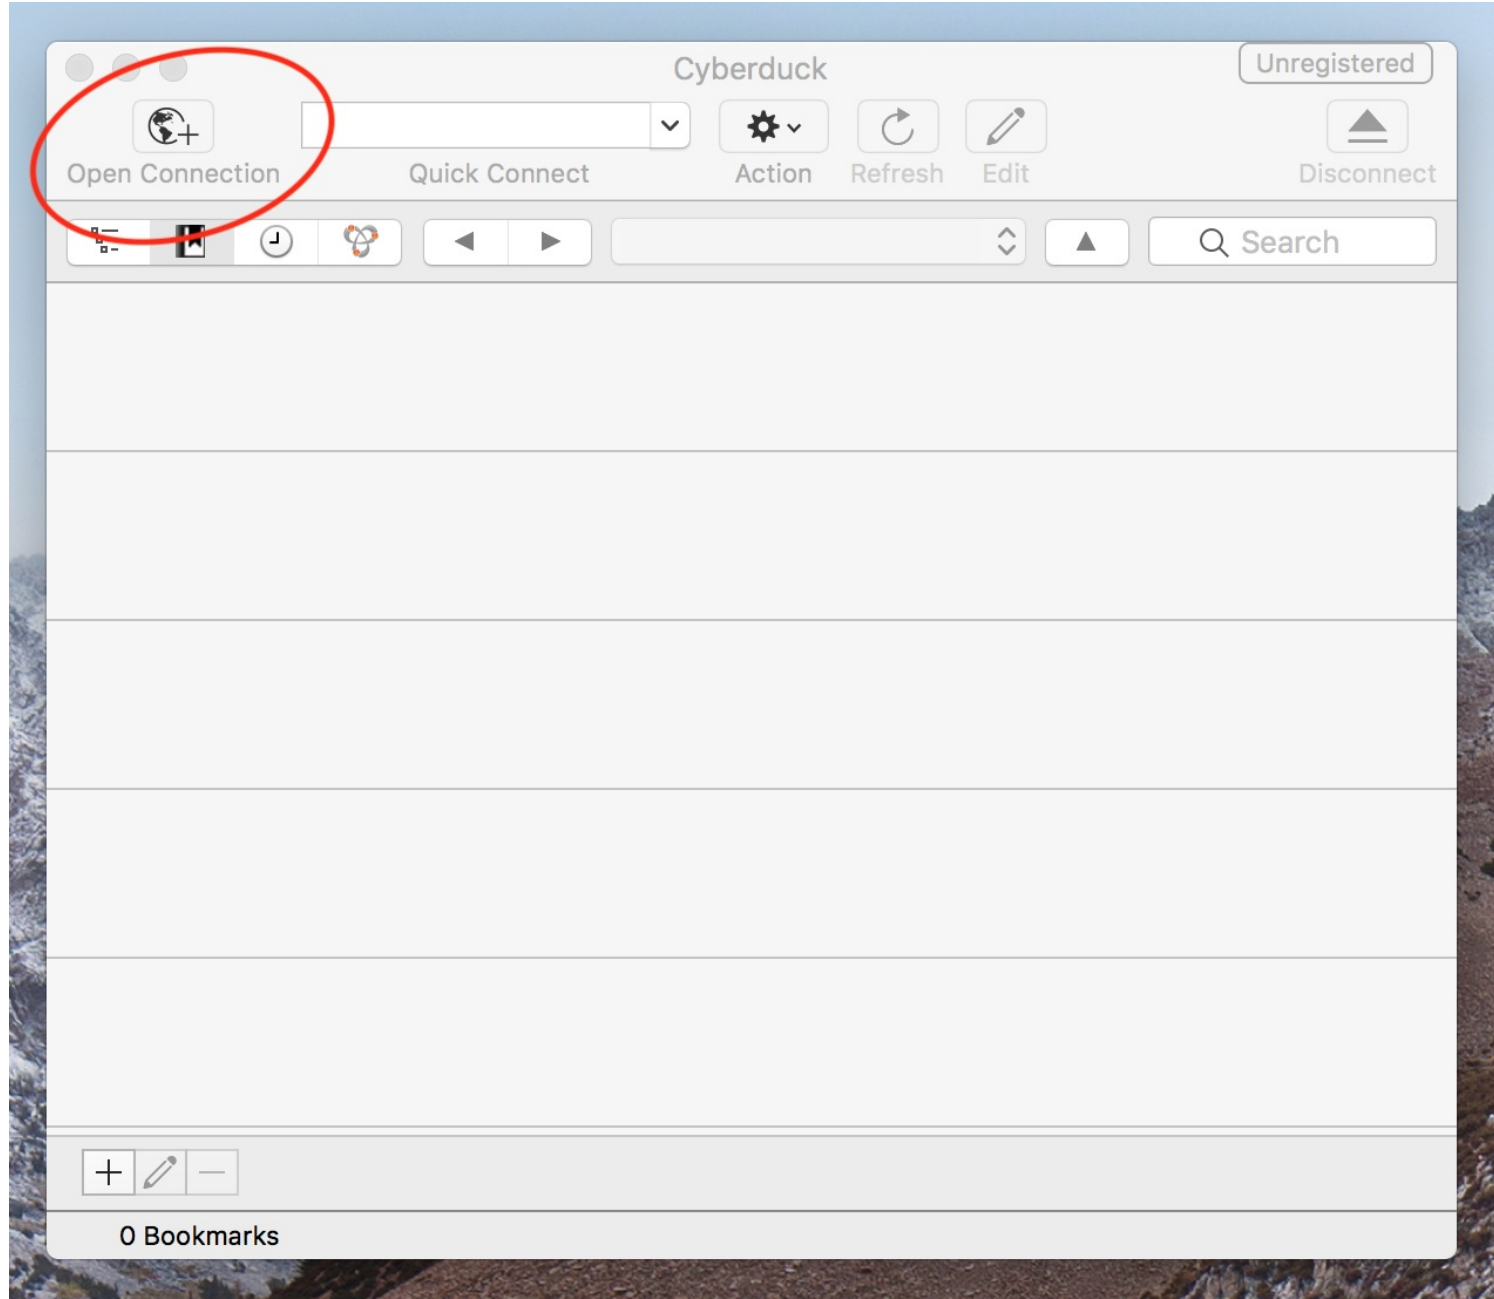 Cyberduck
Unregistered
Open Connection
Quick Connect
Action
Refresh
Edit
Disconnect
Search
0 Bookmarks